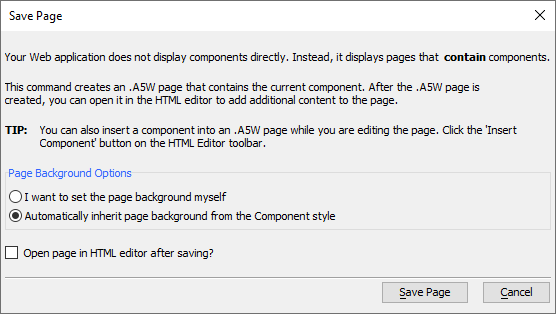 Save Page
Your Web application does not display components directly. Instead, it displays pages that contain components.
This command creates an .A5W page that contains the current component. After the .A5W page is
created, you can open it in the HTML editor to add additional content to the page.
TIP: You can also insert a component into an .A5W page while you are editing the page. Click the 'Insert
Component' button on the HTML Editor toolbar.
Page Background Options
I want to set the page background myself
Automatically inherit page background from the Component style
Open page in HTML editor after saving?
Save Page Cancel